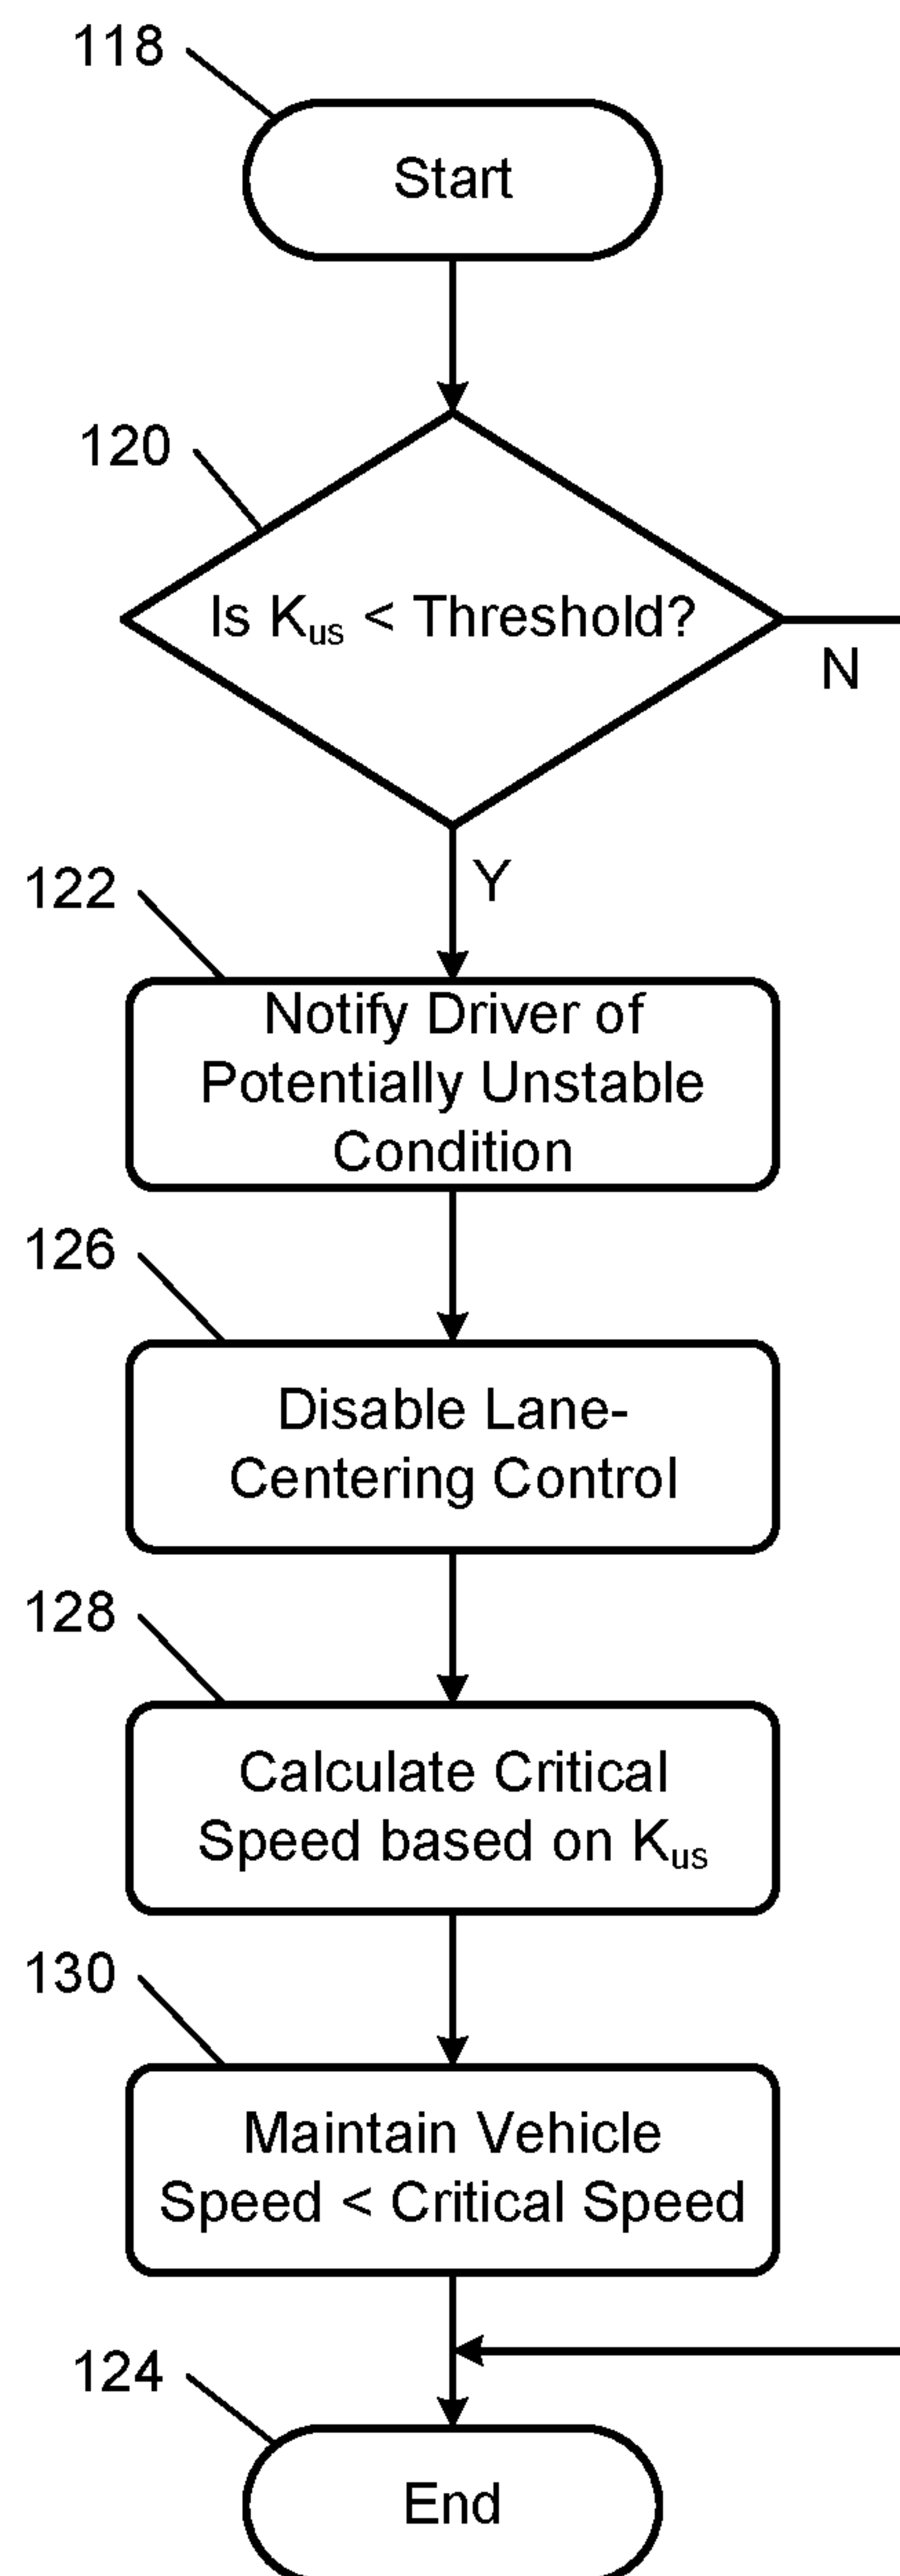 118
Start
120
Is Kus < Threshold?
N
Y
122
Notify Driver of
Potentially Unstable
Condition
126
Disable Lane-
Centering Control
128
Calculate Critical
Speed based on Kus
130
Maintain Vehicle
Speed < Critical Speed
124
End